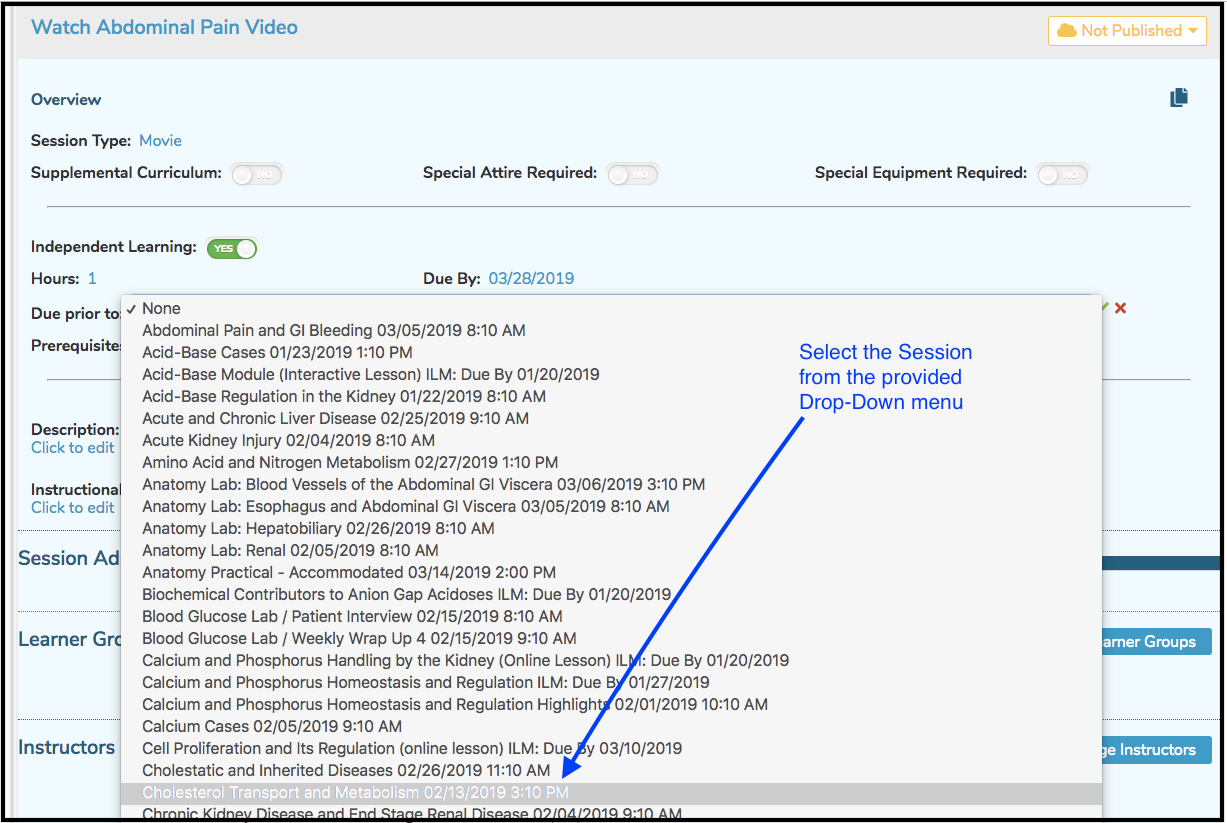 Watch Abdominal Pain Video
Not Published
Overview
Session Type: Movie
Supplemental Curriculum: NO Special Attire Required: NO Special Equipment Required: NO
Independent Learning: YES
Hours: 1 Due By: 03/28/2019
Due prior to:
✓ None
Abdominal Pain and GI Bleeding 03/05/2019 8:10 AM
Prerequisites
Acid-Base Cases 01/23/2019 1:10 PM
Acid-Base Module (Interactive Lesson) ILM: Due By 01/20/2019
Acid-Base Regulation in the Kidney 01/22/2019 8:10 AM
Acute and Chronic Liver Disease 02/25/2019 9:10 AM
Select the Session
from the provided
Drop-Down menu
Description:
Click to edit
Acute Kidney Injury 02/04/2019 8:10 AM
Amino Acid and Nitrogen Metabolism 02/27/2019 1:10 PM
Anatomy Lab: Blood Vessels of the Abdominal GI Viscera 03/06/2019 3:10 PM
Instructional
Click to edit
Anatomy Lab: Esophagus and Abdominal GI Viscera 03/05/2019 8:10 AM
Anatomy Lab: Hepatobiliary 02/26/2019 8:10 AM
Anatomy Lab: Renal 02/05/2019 8:10 AM
Session Ad
Anatomy Practical - Accommodated 03/14/2019 2:00 PM
Biochemical Contributors to Anion Gap Acidoses ILM: Due By 01/20/2019
Blood Glucose Lab / Patient Interview 02/15/2019 8:10 AM
Blood Glucose Lab / Weekly Wrap Up 4 02/15/2019 9:10 AM
Learner Gro
arner Groups
Calcium and Phosphorus Handling by the Kidney (Online Lesson) ILM: Due By 01/20/2019
Calcium and Phosphorus Homeostasis and Regulation ILM: Due By 01/27/2019
Calcium and Phosphorus Homeostasis and Regulation Highlights 02/01/2019 10:10 AM
Calcium Cases 02/05/2019 9:10 AM
Cell Proliferation and Its Regulation (online lesson) ILM: Due By 03/10/2019
Instructors
ge Instructors
Cholestatic and Inherited Diseases 02/26/2019 11:10 AM
Cholesterol Transport and Metabolism 02/13/2019 3:10 PM
Chronic Kidney Disease and End Stage Renal Disease 02/04/2019 9:10 AM